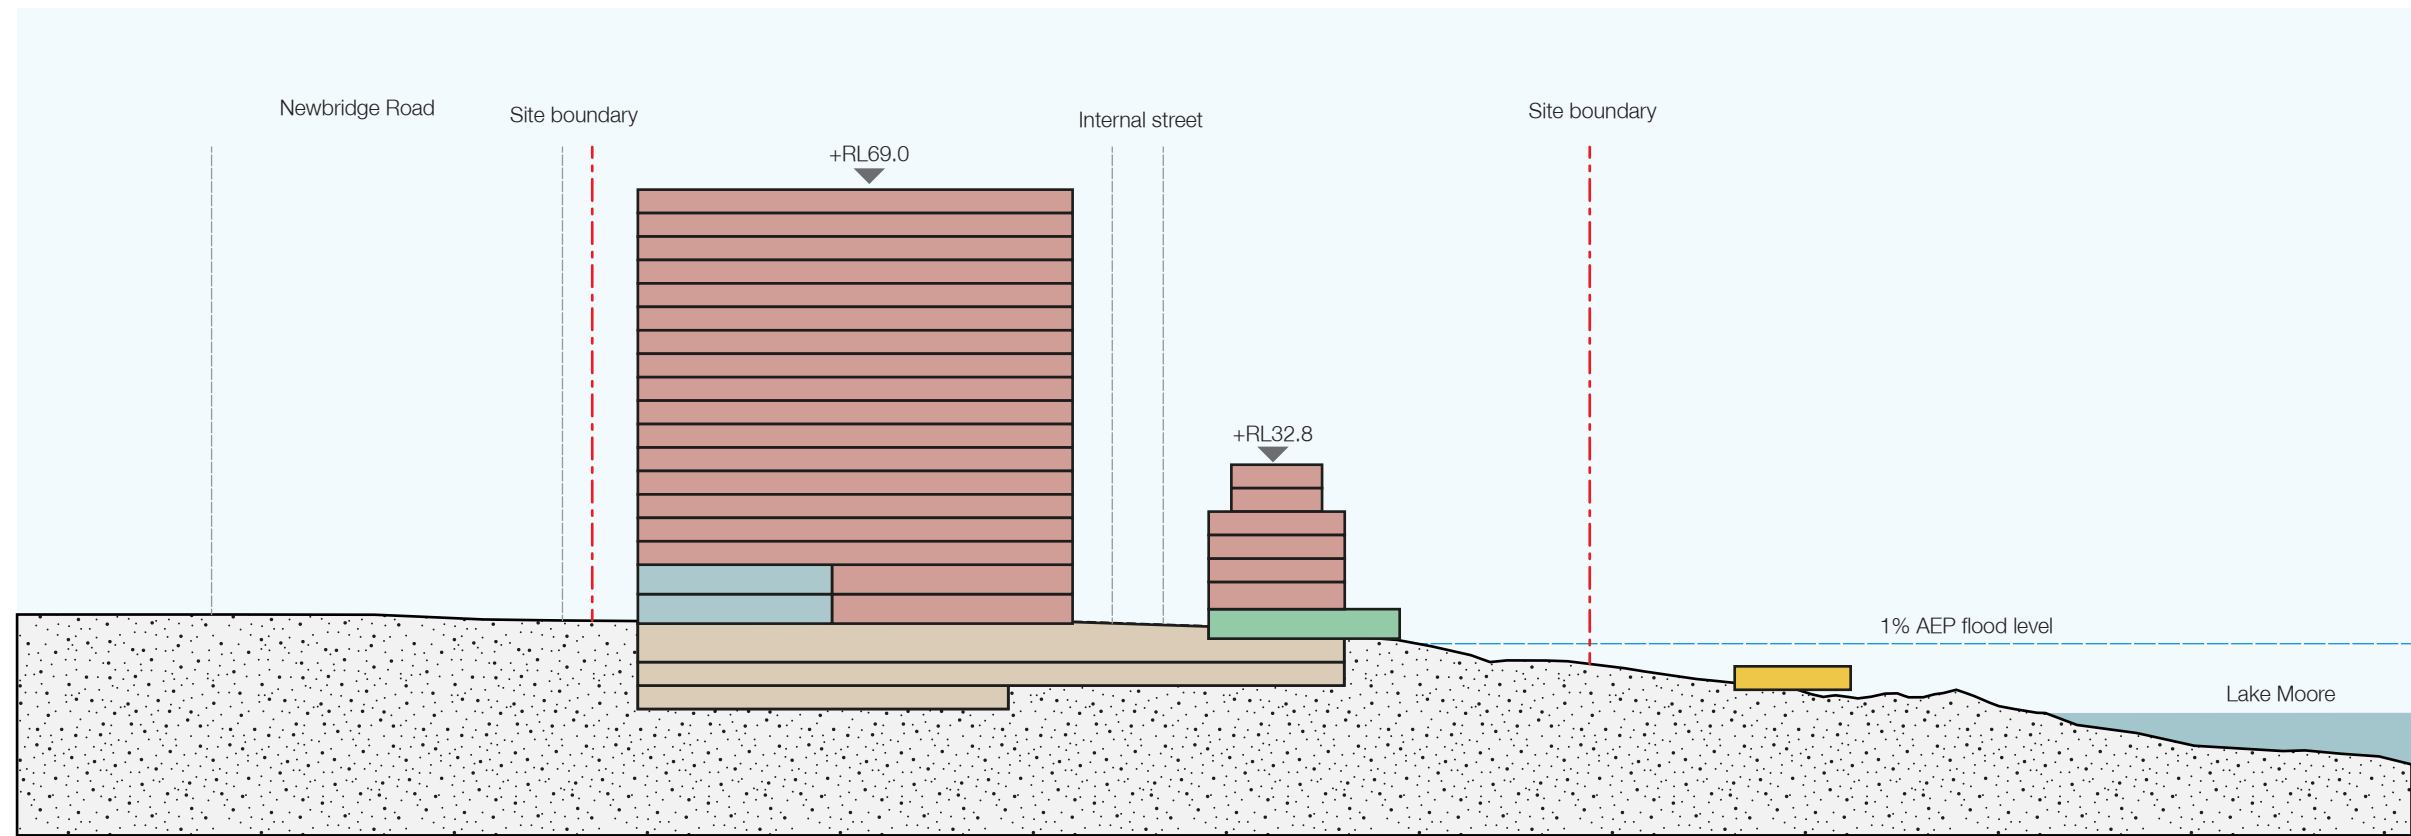 Newbridge Road
Site boundary
Internal street
Site boundary
+RL69.0
+RL32.8
1% AEP flood level
Lake Moore